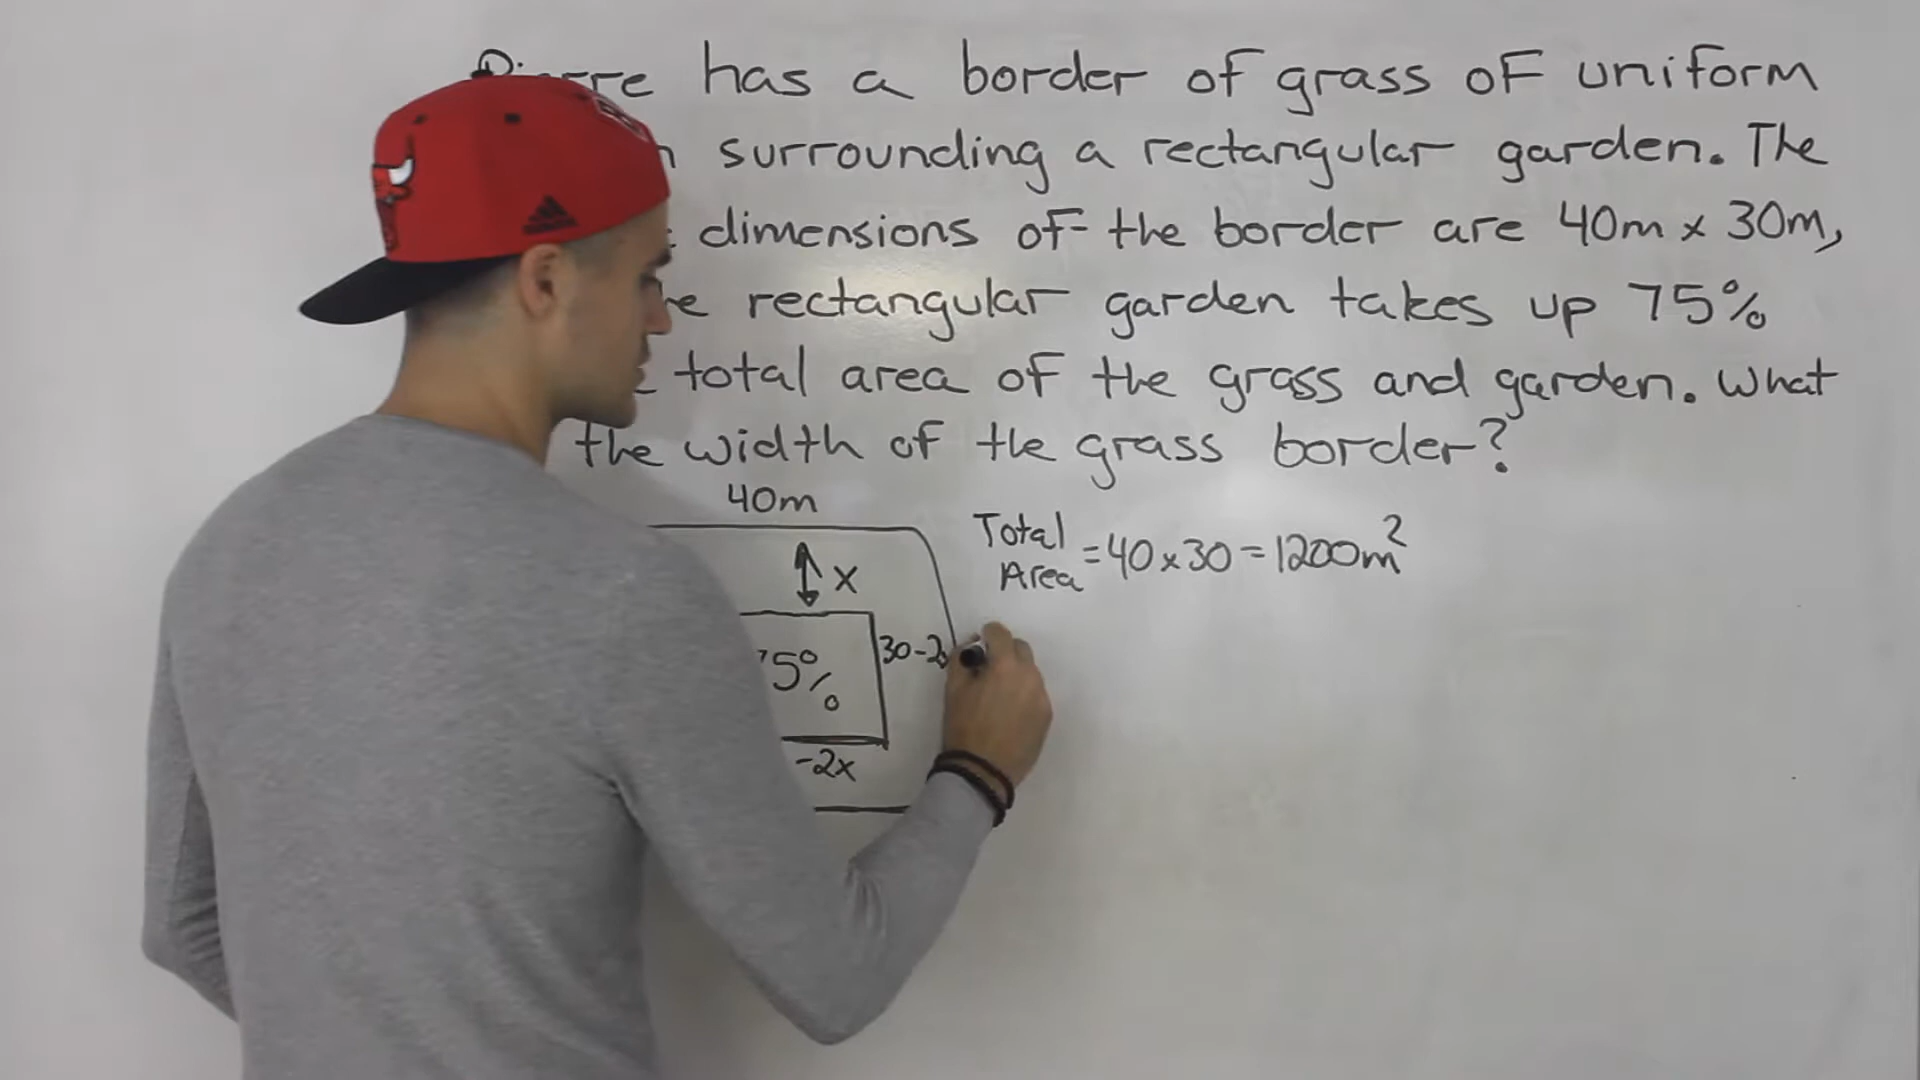 has a border of grass of uniform
surrounding a rectangular garden. The
dimensions of the border are 40m x 30m,
rectangular garden takes up 75%
total area of the grass and garden. What
the width of the grass border?
40m
Total Area = 40 x 30 = 1200m²
x
30-2
5%
-2x